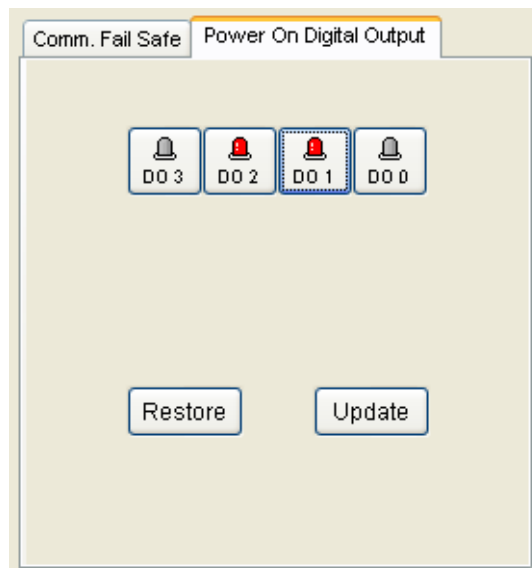 Comm. Fail Safe Power On Digital Output
DO 3 DO 2 DO 1 DO 0
Restore Update